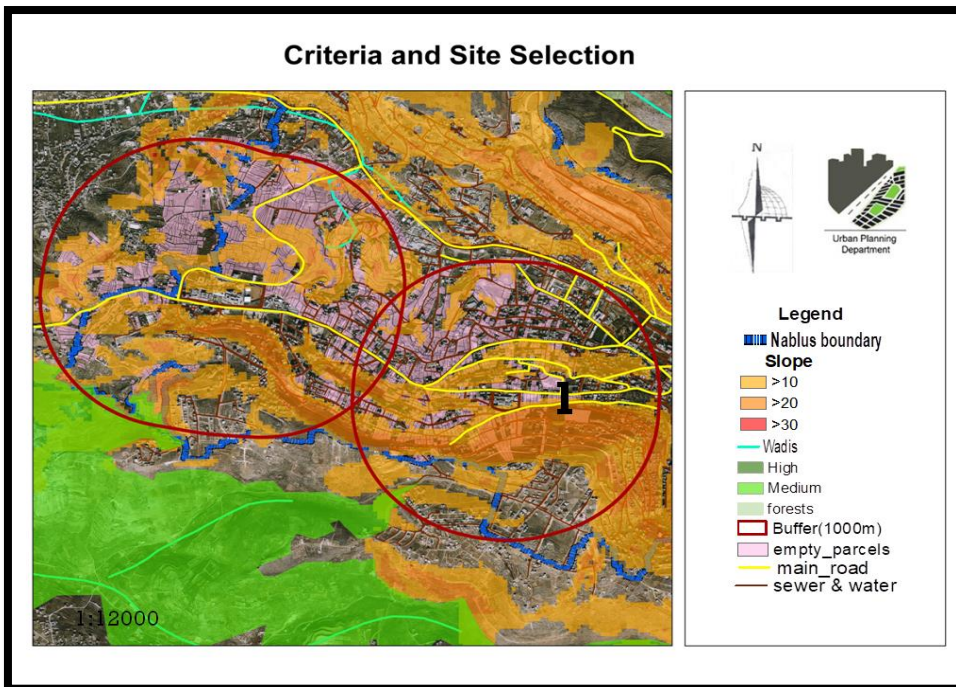 Criteria and Site Selection
1
1:12000
N
Urban Planning
Department
Legend
Nablus boundary
Slope
>10
>20
>30
Wadis
High
Medium
forests
Buffer(1000m)
empty_parcels
main_road
sewer & water